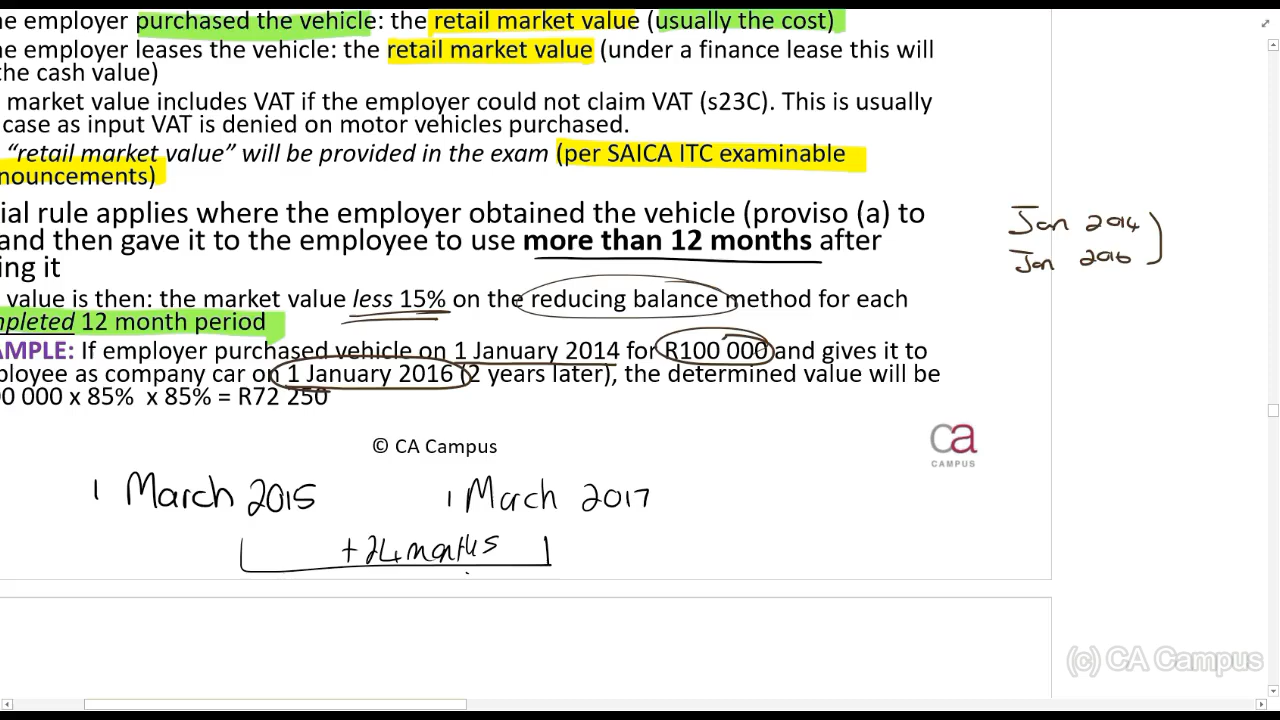 he employer purchased the vehicle: the retail market value (usually the cost)
he employer leases the vehicle: the retail market value (under a finance lease this will
the cash value)
market value includes VAT if the employer could not claim VAT (s23C). This is usually
case as input VAT is denied on motor vehicles purchased.
“retail market value” will be provided in the exam (per SAICA ITC examinable
nouncements)
ial rule applies where the employer obtained the vehicle (proviso (a) to
and then gave it to the employee to use more than 12 months after
ing it
value is then: the market value less 15% on the reducing balance method for each
mpleted 12 month period
AMPLE: If employer purchased vehicle on 1 January 2014 for R100 000 and gives it to
ployee as company car on 1 January 2016 (2 years later), the determined value will be
00 000 x 85% x 85% = R72 250
Jan 2014
Jan 2016
© CA Campus
ca
CAMPUS
1 March 2015 1 March 2017
+24 months
(c) CA Campus